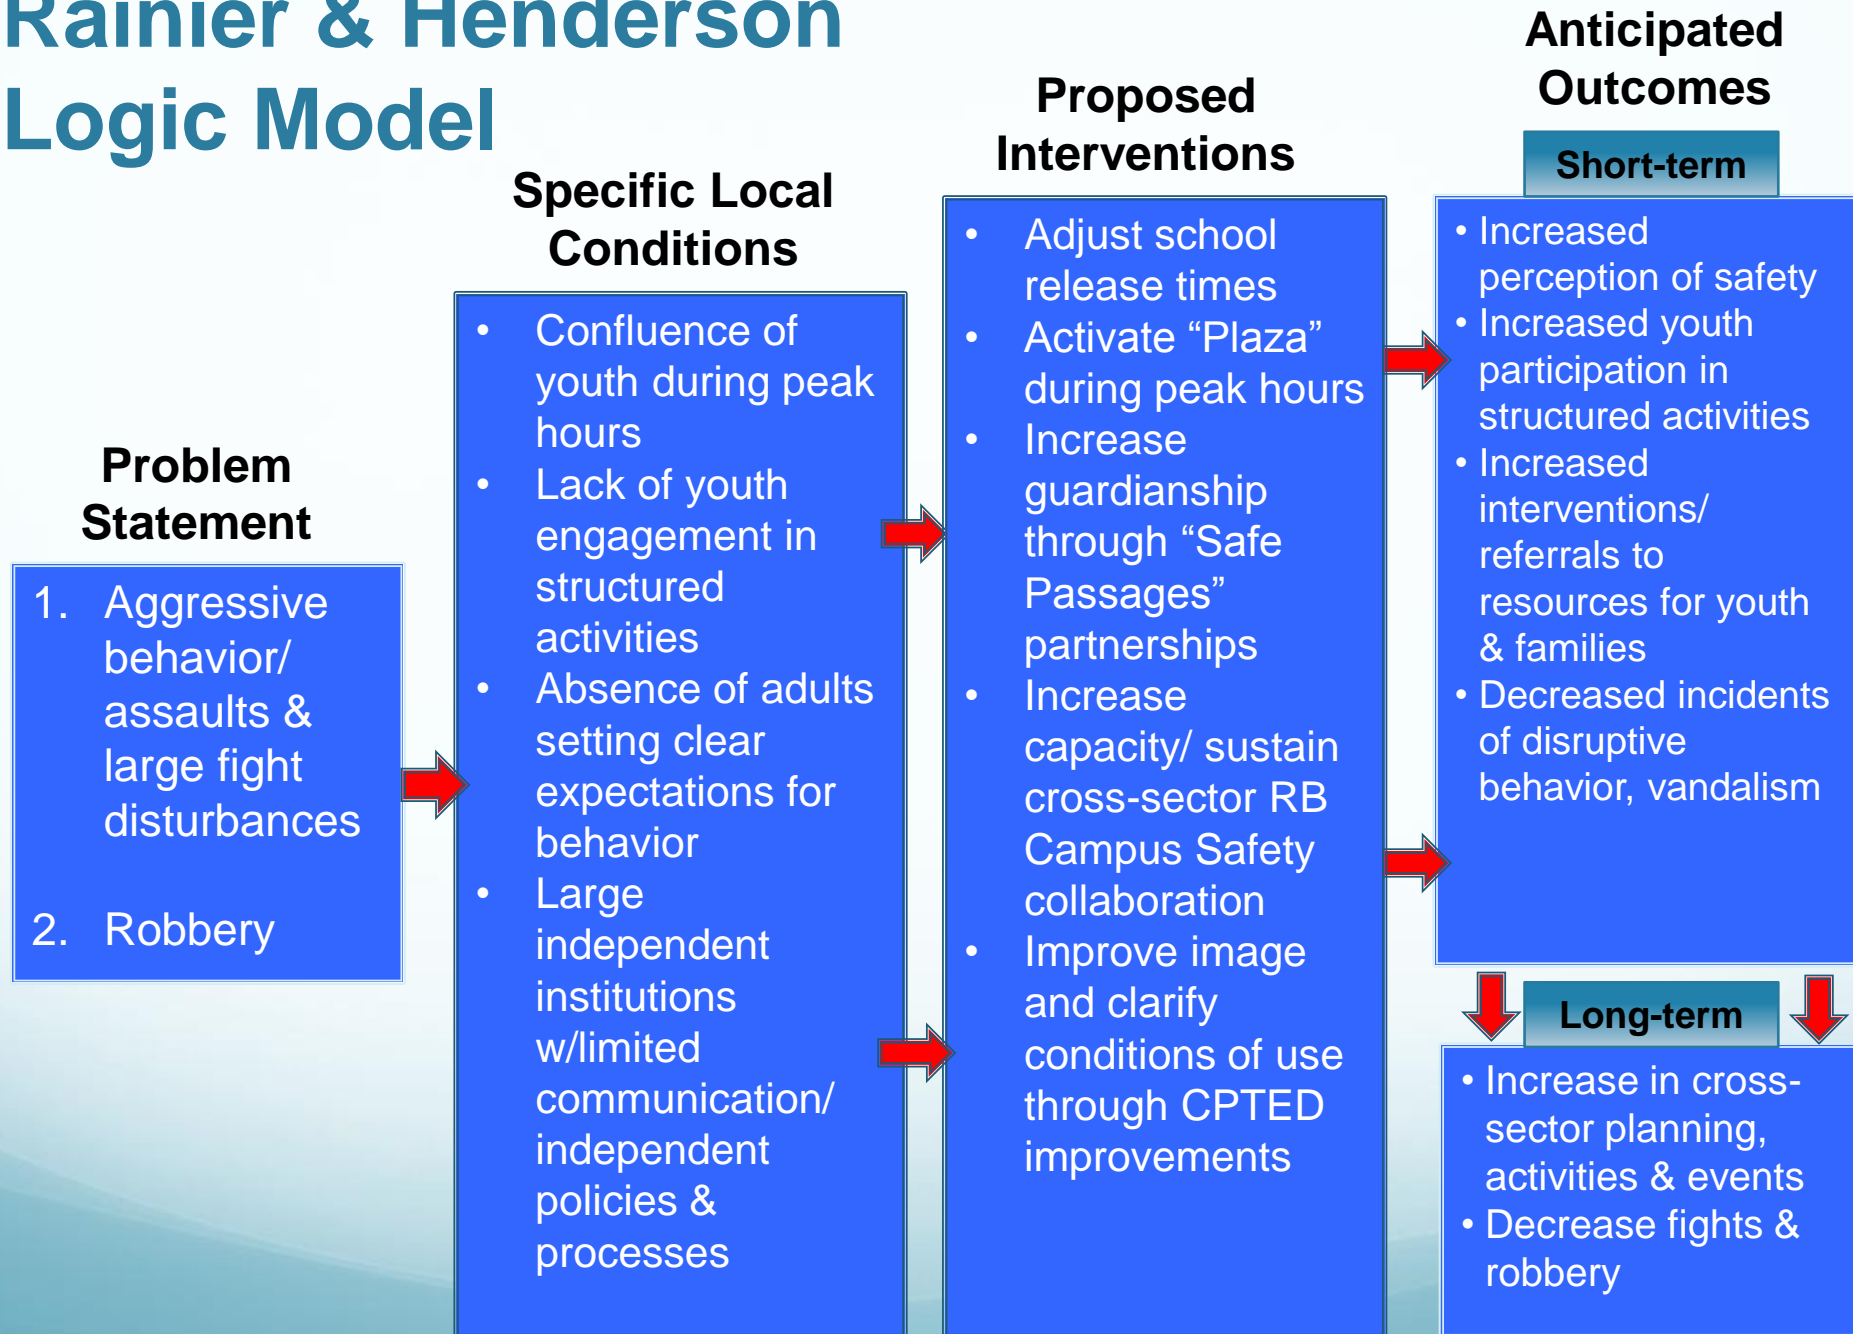 Rainier & Henderson
Logic Model
Problem
Statement
1. Aggressive
behavior/
assaults &
large fight
disturbances
2. Robbery
Specific Local
Conditions
• Confluence of
youth during peak
hours
• Lack of youth
engagement in
structured
activities
• Absence of adults
setting clear
expectations for
behavior
• Large
independent
institutions
w/limited
communication/
independent
policies &
processes
Proposed
Interventions
• Adjust school
release times
• Activate “Plaza”
during peak hours
• Increase
guardianship
through “Safe
Passages”
partnerships
• Increase
capacity/ sustain
cross-sector RB
Campus Safety
collaboration
• Improve image
and clarify
conditions of use
through CPTED
improvements
Anticipated
Outcomes
Short-term
• Increased
perception of safety
• Increased youth
participation in
structured activities
• Increased
interventions/
referrals to
resources for youth
& families
• Decreased incidents
of disruptive
behavior, vandalism
Long-term
• Increase in cross-
sector planning,
activities & events
• Decrease fights &
robbery